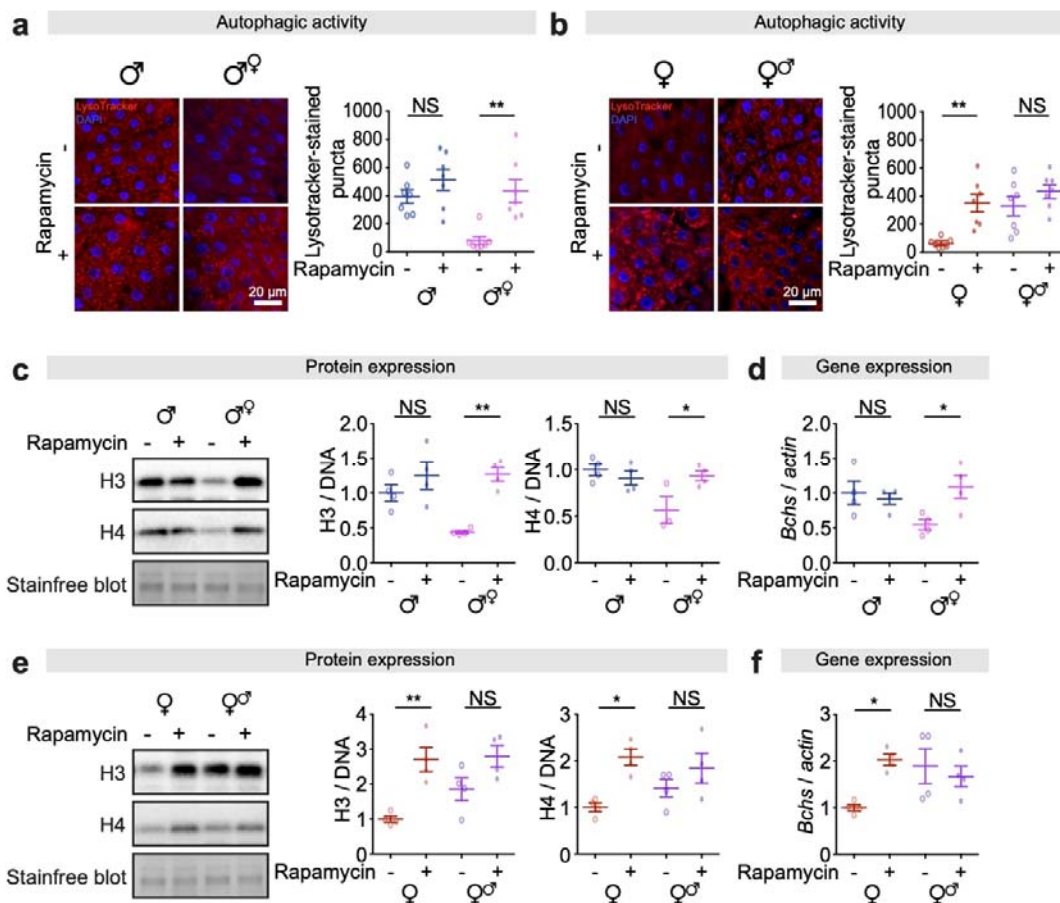 a
Autophagic activity
♂ ♂♀
LysoTracker
DAPI
Rapamycin
- +
20 µm
Lysotracker-stained
puncta
1000
800
600
400
200
0
NS **
Rapamycin - + - +
♂ ♂♀
b
Autophagic activity
♀ ♀♂
LysoTracker
DAPI
Rapamycin
- +
20 µm
Lysotracker-stained
puncta
1000
800
600
400
200
0
** NS
Rapamycin - + - +
♀ ♀♂
c
Protein expression
♂ ♂♀
Rapamycin - + - +
H3
H4
Stainfree blot
H3 / DNA
2.0
1.5
1.0
0.5
0.0
NS **
Rapamycin - + - +
♂ ♂♀
H4 / DNA
1.5
1.0
0.5
0.0
NS *
- + - +
♂ ♂♀
d
Gene expression
Bchs / actin
2.0
1.5
1.0
0.5
0.0
NS *
Rapamycin - + - +
♂ ♂♀
e
Protein expression
♀ ♀♂
Rapamycin - + - +
H3
H4
Stainfree blot
H3 / DNA
4
3
2
1
0
** NS
Rapamycin - + - +
♀ ♀♂
H4 / DNA
3
2
1
0
* NS
- + - +
♀ ♀♂
f
Gene expression
Bchs / actin
3
2
1
0
* NS
Rapamycin - + - +
♀ ♀♂